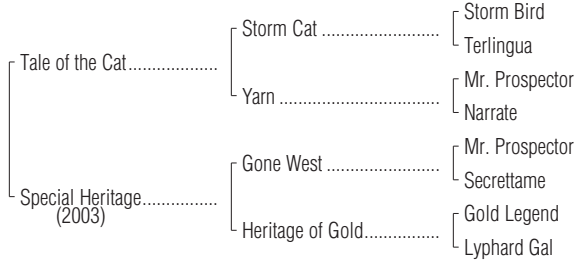 Storm Bird
Storm Cat ................................
Terlingua
Tale of the Cat..................
Mr. Prospector
Yarn ........................................
Narrate
Mr. Prospector
Gone West ............................
Secrettame
Special Heritage...............
(2003)
Gold Legend
Heritage of Gold................
Lyphard Gal